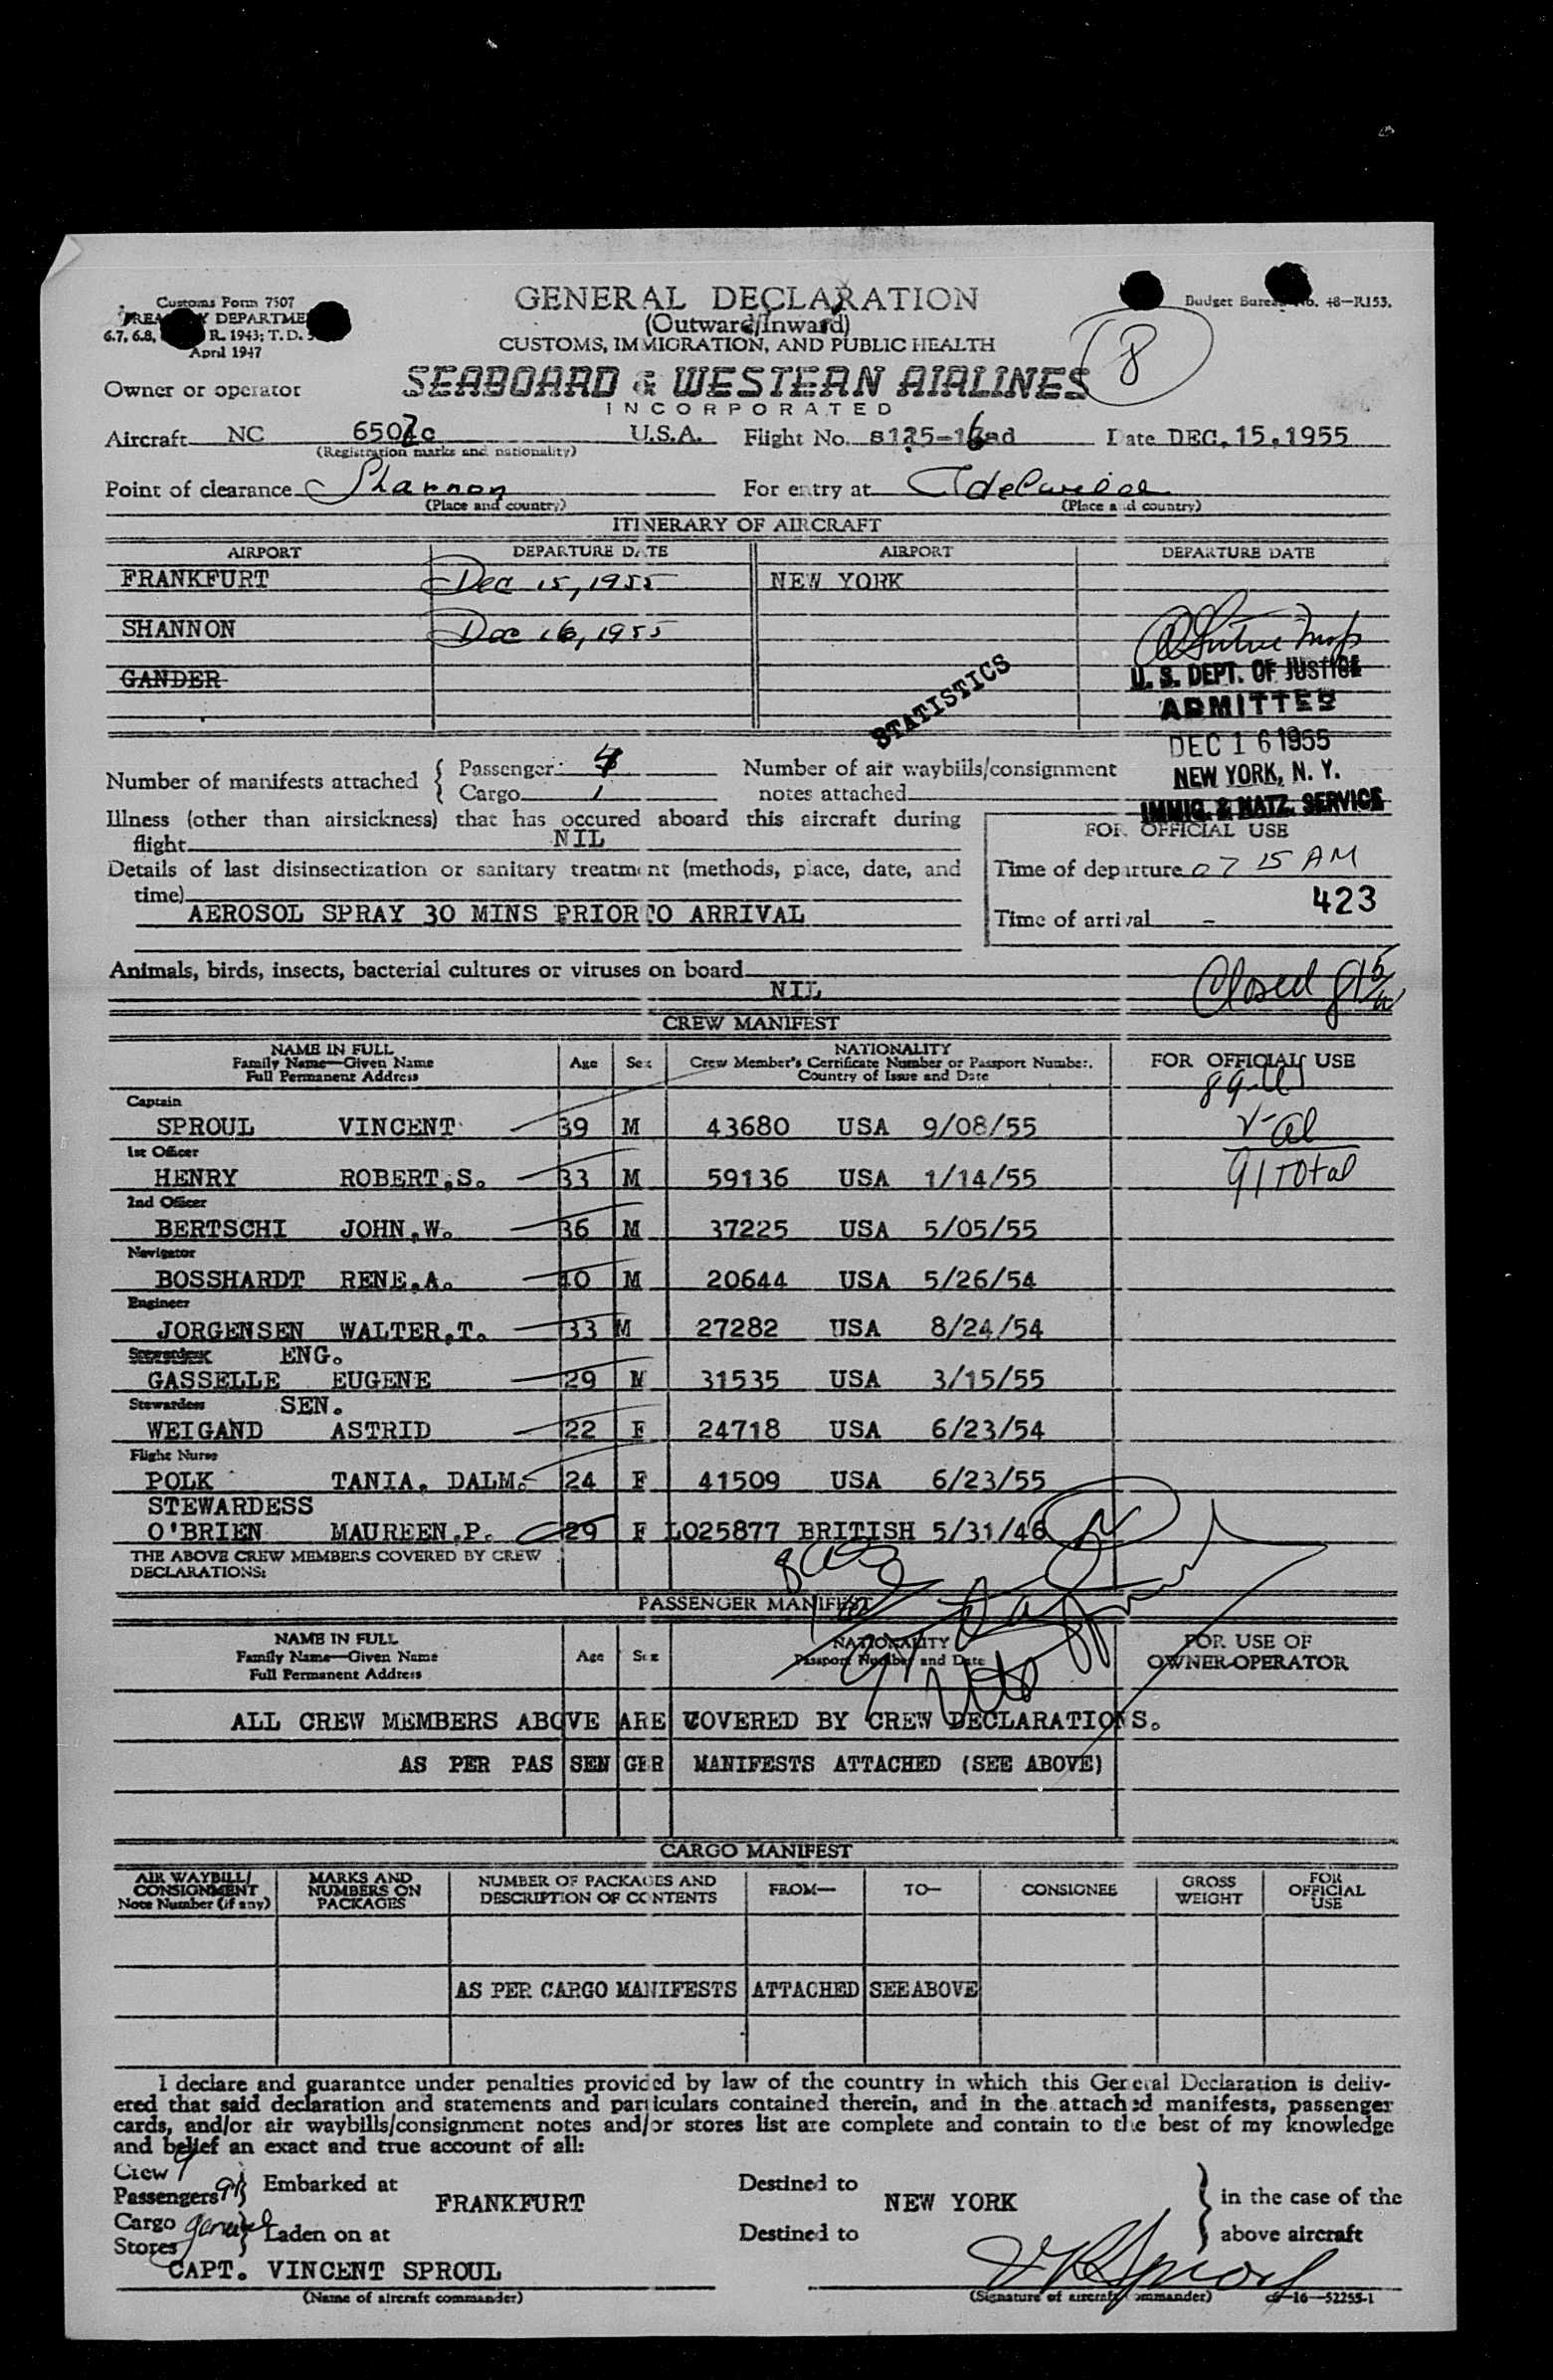 Customs Form 7507
DEPARTME
6.7, 6.8, R. 1943; T. D.
April 1947
GENERAL DECLARATION
(Outward/Inward)
CUSTOMS, IMMIGRATION, AND PUBLIC HEALTH
Budget Bureau No. 48—R153.
8
Owner or operator
SEABOARD & WESTERN AIRLINES
INCORPORATED
Aircraft NC U.S.A. Flight No. Date DEC, 15, 1955
(Registration marks and nationality)
Point of clearance Shannon For entry at
(Place and country) (Place and country)
ITINERARY OF AIRCRAFT
AIRPORT DEPARTURE DATE AIRPORT DEPARTURE DATE
FRANKFURT Dec 15, 1955 NEW YORK
SHANNON Dec 16, 1955
GANDER
STATISTICS
U. S. DEPT. OF JUSTICE
ADMITTED
DEC 16 1955
NEW YORK, N. Y.
IMMIG. & NATZ. SERVICE
Number of manifests attached { Passenger 4 Number of air waybills/consignment
Cargo 1 notes attached
Illness (other than airsickness) that has occured aboard this aircraft during
flight NIL
FOR OFFICIAL USE
Details of last disinsectization or sanitary treatment (methods, place, date, and
time)
AEROSOL SPRAY 30 MINS PRIOR TO ARRIVAL
Time of departure 07 15 AM
423
Time of arrival -
Animals, birds, insects, bacterial cultures or viruses on board
NIL
Closed
CREW MANIFEST
NAME IN FULL
Family Name—Given Name
Full Permanent Address
Age Sex
NATIONALITY
Crew Member's Certificate Number or Passport Number.
Country of Issue and Date
FOR OFFICIAL USE
Captain
SPROUL VINCENT 39 M 43680 USA 9/08/55
1st Officer
HENRY ROBERT,S. 33 M 59136 USA 1/14/55
91 Total
2nd Officer
BERTSCHI JOHN,W. 36 M 37225 USA 5/05/55
Navigator
BOSSHARDT RENE,A. 40 M 20644 USA 5/26/54
Engineer
JORGENSEN WALTER,T. 33 M 27282 USA 8/24/54
Stewardess ENG.
GASSELLE EUGENE 29 M 31535 USA 3/15/55
Stewardess SEN.
WEIGAND ASTRID 22 F 24718 USA 6/23/54
Flight Nurse
POLK TANIA, DALM. 24 F 41509 USA 6/23/55
STEWARDESS
O'BRIEN MAUREEN,P. 29 F L025877 BRITISH 5/31/46
THE ABOVE CREW MEMBERS COVERED BY CREW
DECLARATIONS:
PASSENGER MANIFEST
NAME IN FULL
Family Name—Given Name
Full Permanent Address
Age Sex
NATIONALITY
Passport Number and Date
FOR USE OF
OWNER-OPERATOR
ALL CREW MEMBERS ABOVE ARE COVERED BY CREW DECLARATIONS.
AS PER PASSENGER MANIFESTS ATTACHED (SEE ABOVE)
CARGO MANIFEST
AIR WAYBILL/
CONSIGNMENT
Note Number (if any)
MARKS AND
NUMBERS ON
PACKAGES
NUMBER OF PACKAGES AND
DESCRIPTION OF CONTENTS
FROM— TO— CONSIGNEE
GROSS
WEIGHT
FOR
OFFICIAL
USE
AS PER CARGO MANIFESTS ATTACHED SEE ABOVE
I declare and guarantee under penalties provided by law of the country in which this General Declaration is deliv-
ered that said declaration and statements and particulars contained therein, and in the attached manifests, passenger
cards, and/or air waybills/consignment notes and/or stores list are complete and contain to the best of my knowledge
and belief an exact and true account of all:
Crew 9
Passengers 91 } Embarked at FRANKFURT Destined to NEW YORK } in the case of the
Cargo general
Stores } Laden on at Destined to } above aircraft
CAPT. VINCENT SPROUL
(Name of aircraft commander) (Signature of aircraft commander) 16—52255-1